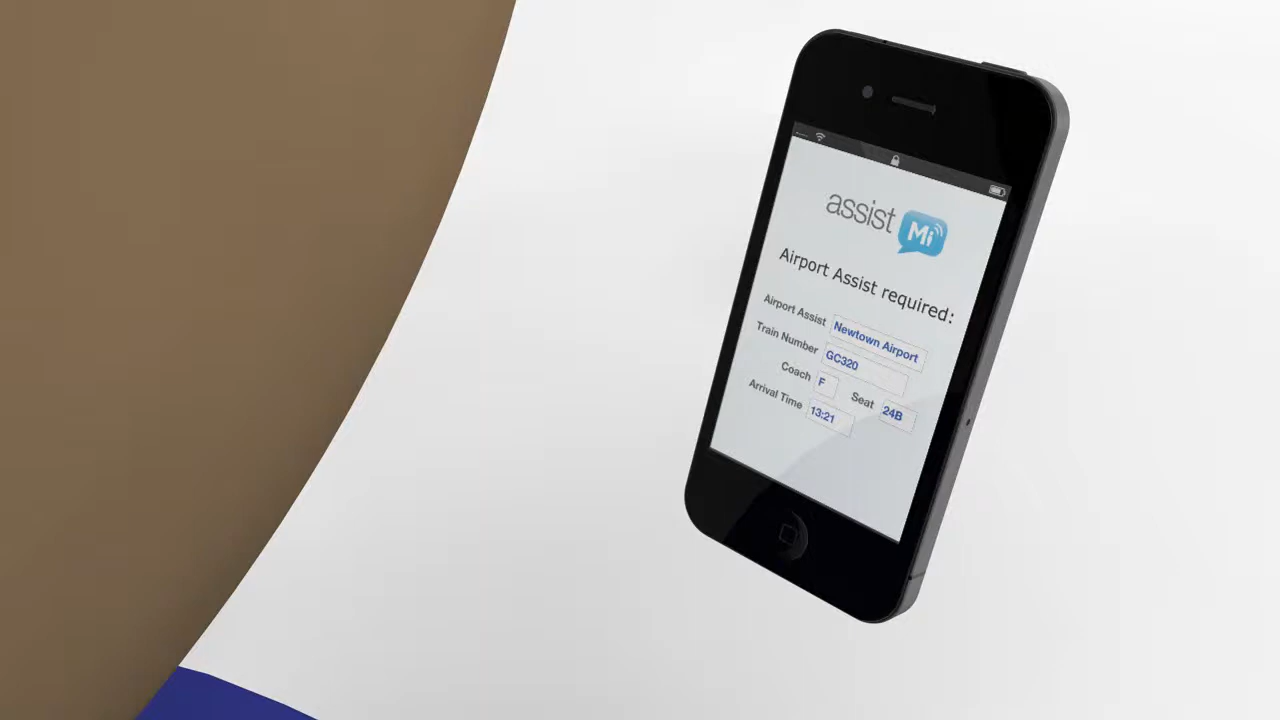 assist Mi
Airport Assist required:
Airport Assist Newtown Airport
Train Number GC320
Coach F Seat 24B
Arrival Time 13:21